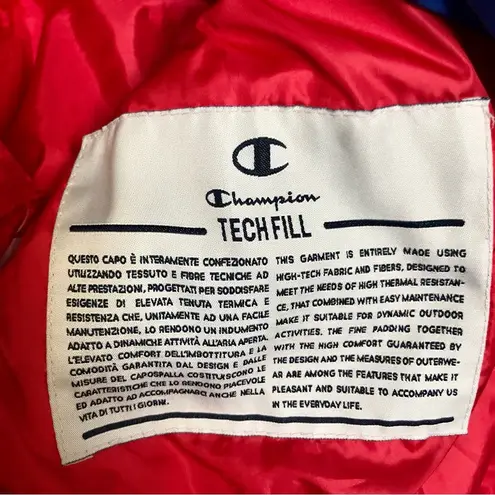 Champion
TECH FILL
QUESTO CAPO È INTERAMENTE CONFEZIONATO
UTILIZZANDO TESSUTO E FIBRE TECNICHE AD
ALTE PRESTAZIONI, PROGETTATI PER SODDISFARE
ESIGENZE DI ELEVATA TENUTA TERMICA E
RESISTENZA CHE, UNITAMENTE AD UNA FACILE
MANUTENZIONE, LO RENDONO UN INDUMENTO
ADATTO A DINAMICHE ATTIVITÀ ALL'ARIA APERTA.
L'ELEVATO COMFORT DELL'IMBOTTITURA E LA
COMODITÀ GARANTITA DAL DESIGN E DALLE
MISURE DEL CAPOSPALLA COSTITUISCONO LE
CARATTERISTICHE CHE LO RENDONO PIACEVOLE
ED ADATTO AD ACCOMPAGNARCI ANCHE NELLA
VITA DI TUTTI I GIORNI.
THIS GARMENT IS ENTIRELY MADE USING
HIGH-TECH FABRIC AND FIBERS, DESIGNED TO
MEET THE NEEDS OF HIGH THERMAL RESISTAN-
CE, THAT COMBINED WITH EASY MAINTENANCE
MAKE IT SUITABLE FOR DYNAMIC OUTDOOR
ACTIVITIES. THE FINE PADDING TOGETHER
WITH THE HIGH COMFORT GUARANTEED BY
THE DESIGN AND THE MEASURES OF OUTERWE-
AR ARE AMONG THE FEATURES THAT MAKE IT
PLEASANT AND SUITABLE TO ACCOMPANY US
IN THE EVERYDAY LIFE.